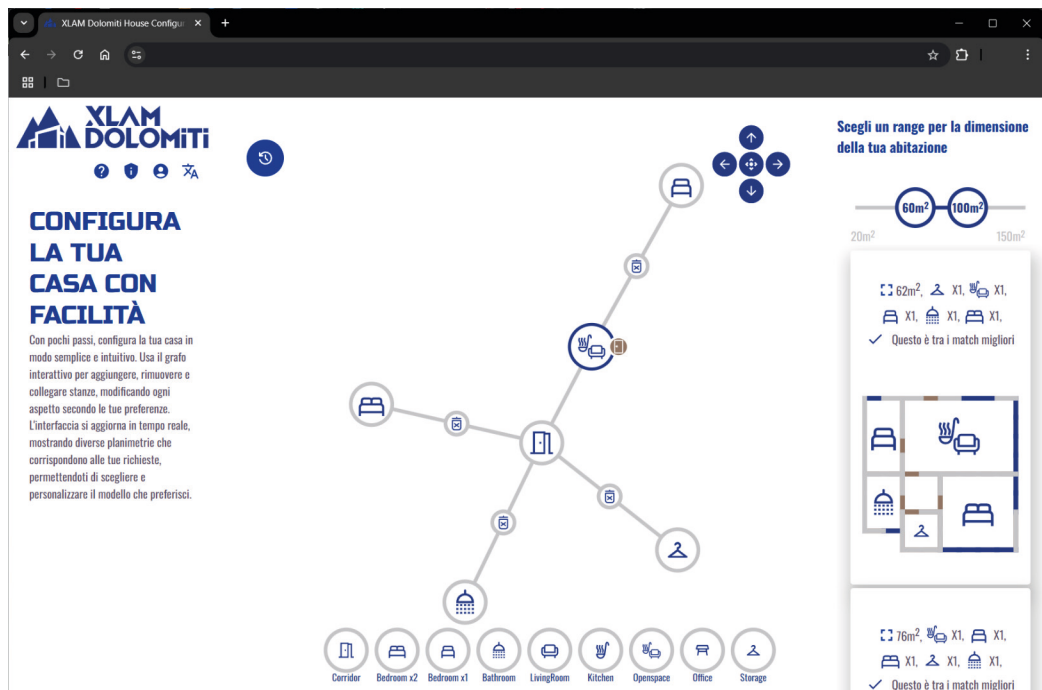 XLAM Dolomiti House Configu
XLAM
DOLOMITI
CONFIGURA
LA TUA
CASA CON
FACILITÀ
Con pochi passi, configura la tua casa in
modo semplice e intuitivo. Usa il grafo
interattivo per aggiungere, rimuovere e
collegare stanze, modificando ogni
aspetto secondo le tue preferenze.
L'interfaccia si aggiorna in tempo reale,
mostrando diverse planimetrie che
corrispondono alle tue richieste,
permettendoti di scegliere e
personalizzare il modello che preferisci.
Corridor Bedroom x2 Bedroom x1 Bathroom LivingRoom Kitchen Openspace Office Storage
Scegli un range per la dimensione
della tua abitazione
60m² 100m²
20m² 150m²
62m², X1, X1,
X1, X1, X1,
Questo è tra i match migliori
76m², X1, X1,
X1, X1, X1,
Questo è tra i match migliori